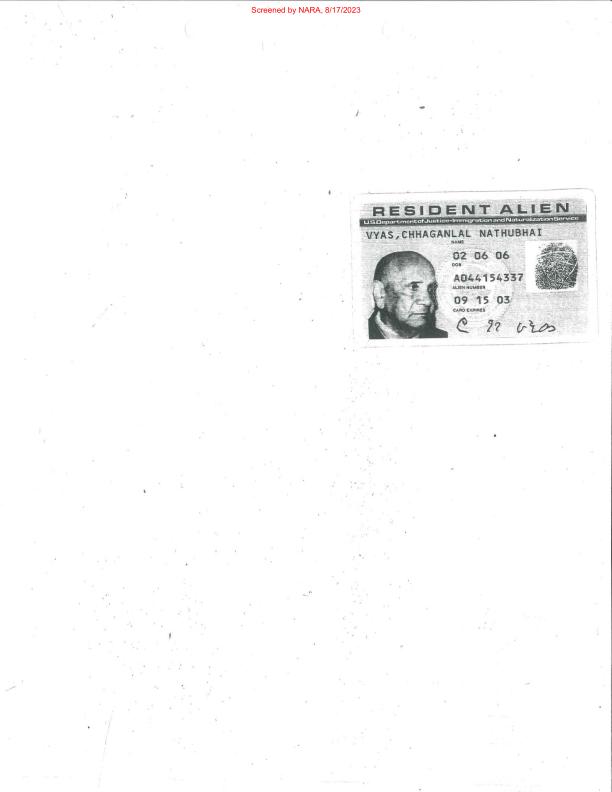 Screened by NARA, 8/17/2023
RESIDENT ALIEN
U.S. Department of Justice-Immigration and Naturalization Service
VYAS, CHHAGANLAL NATHUBHAI
NAME
02 06 06
DOB
A044154337
ALIEN NUMBER
09 15 03
CARD EXPIRES